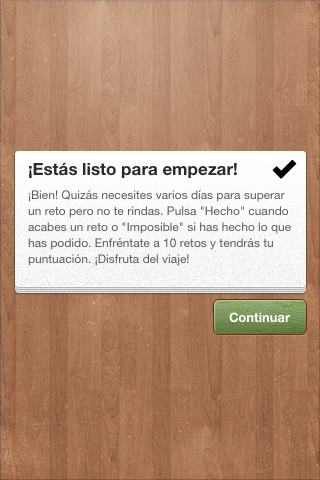 ¡Estás listo para empezar!
¡Bien! Quizás necesites varios días para superar
un reto pero no te rindas. Pulsa "Hecho" cuando
acabes un reto o "Imposible" si has hecho lo que
has podido. Enfréntate a 10 retos y tendrás tu
puntuación. ¡Disfruta del viaje!
Continuar